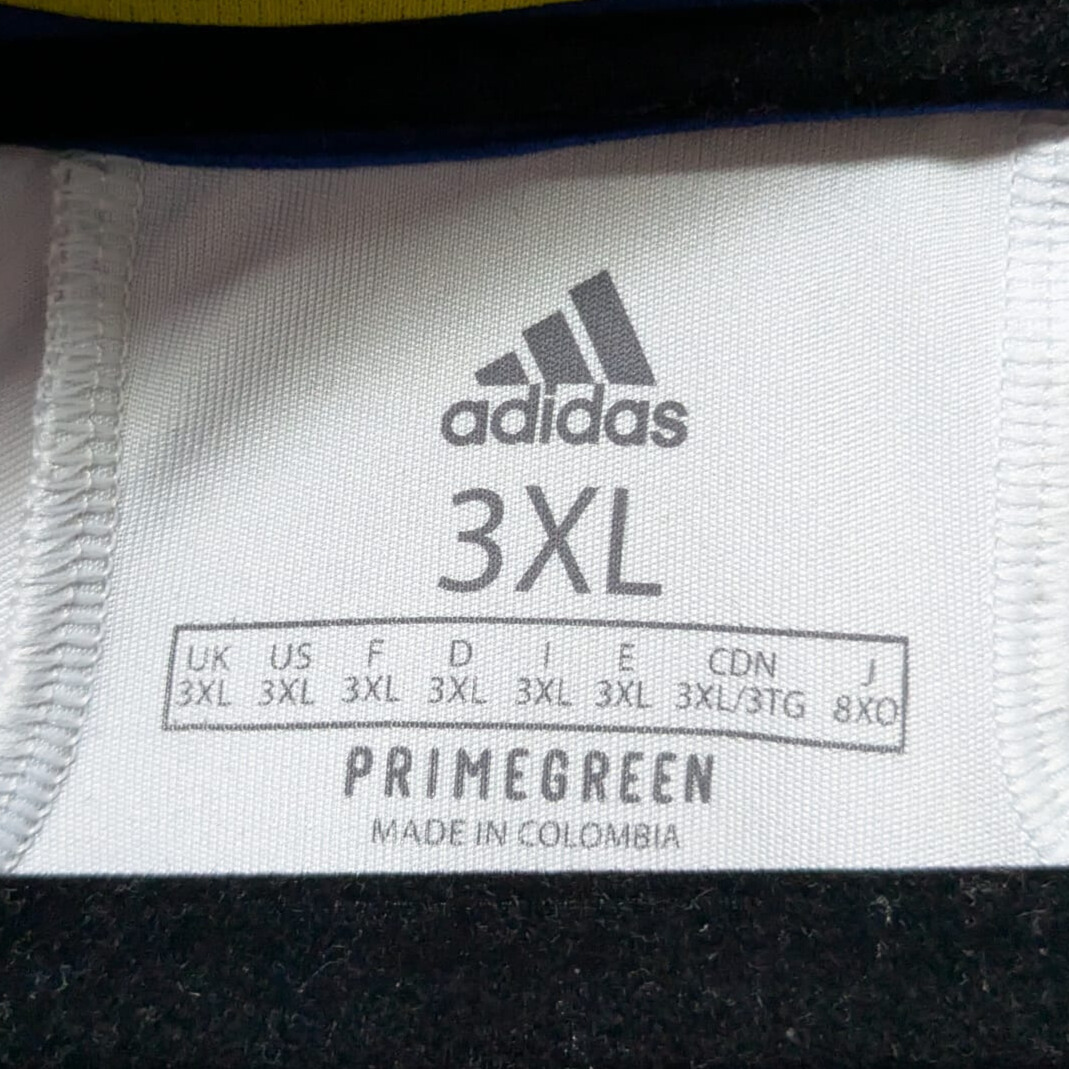 adidas
3XL
UK US F D I E CDN J
3XL 3XL 3XL 3XL 3XL 3XL 3XL/3TG 8XO
PRIMEGREEN
MADE IN COLOMBIA